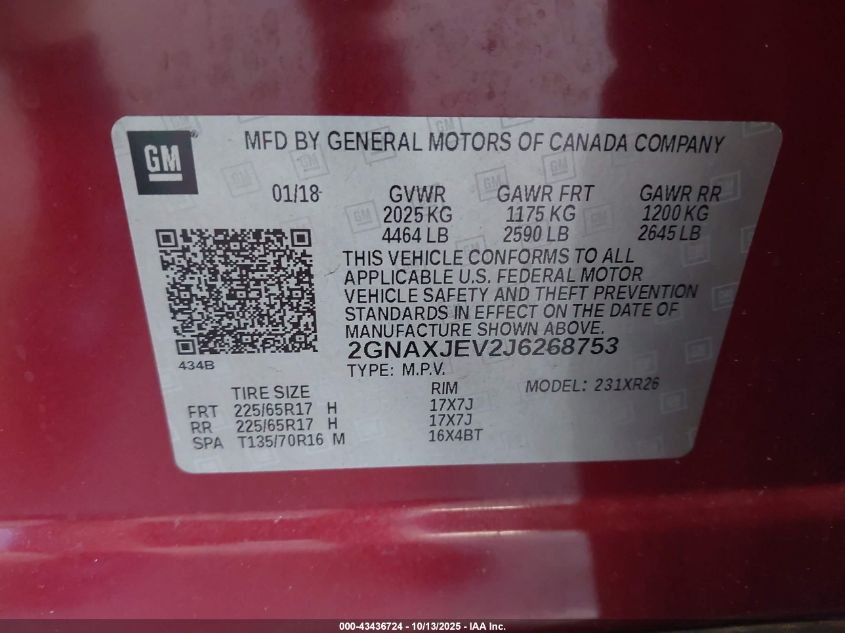 GM
MFD BY GENERAL MOTORS OF CANADA COMPANY
01/18 GVWR GAWR FRT GAWR RR
2025 KG 1175 KG 1200 KG
4464 LB 2590 LB 2645 LB
THIS VEHICLE CONFORMS TO ALL
APPLICABLE U.S. FEDERAL MOTOR
VEHICLE SAFETY AND THEFT PREVENTION
STANDARDS IN EFFECT ON THE DATE OF
MANUFACTURE SHOWN ABOVE.
434B
2GNAXJEV2J6268753
TYPE: M.P.V.
TIRE SIZE RIM MODEL: 231XR26
FRT 225/65R17 H 17X7J
RR 225/65R17 H 17X7J
SPA T135/70R16 M 16X4BT
000-43436724 - 10/13/2025 - IAA Inc.